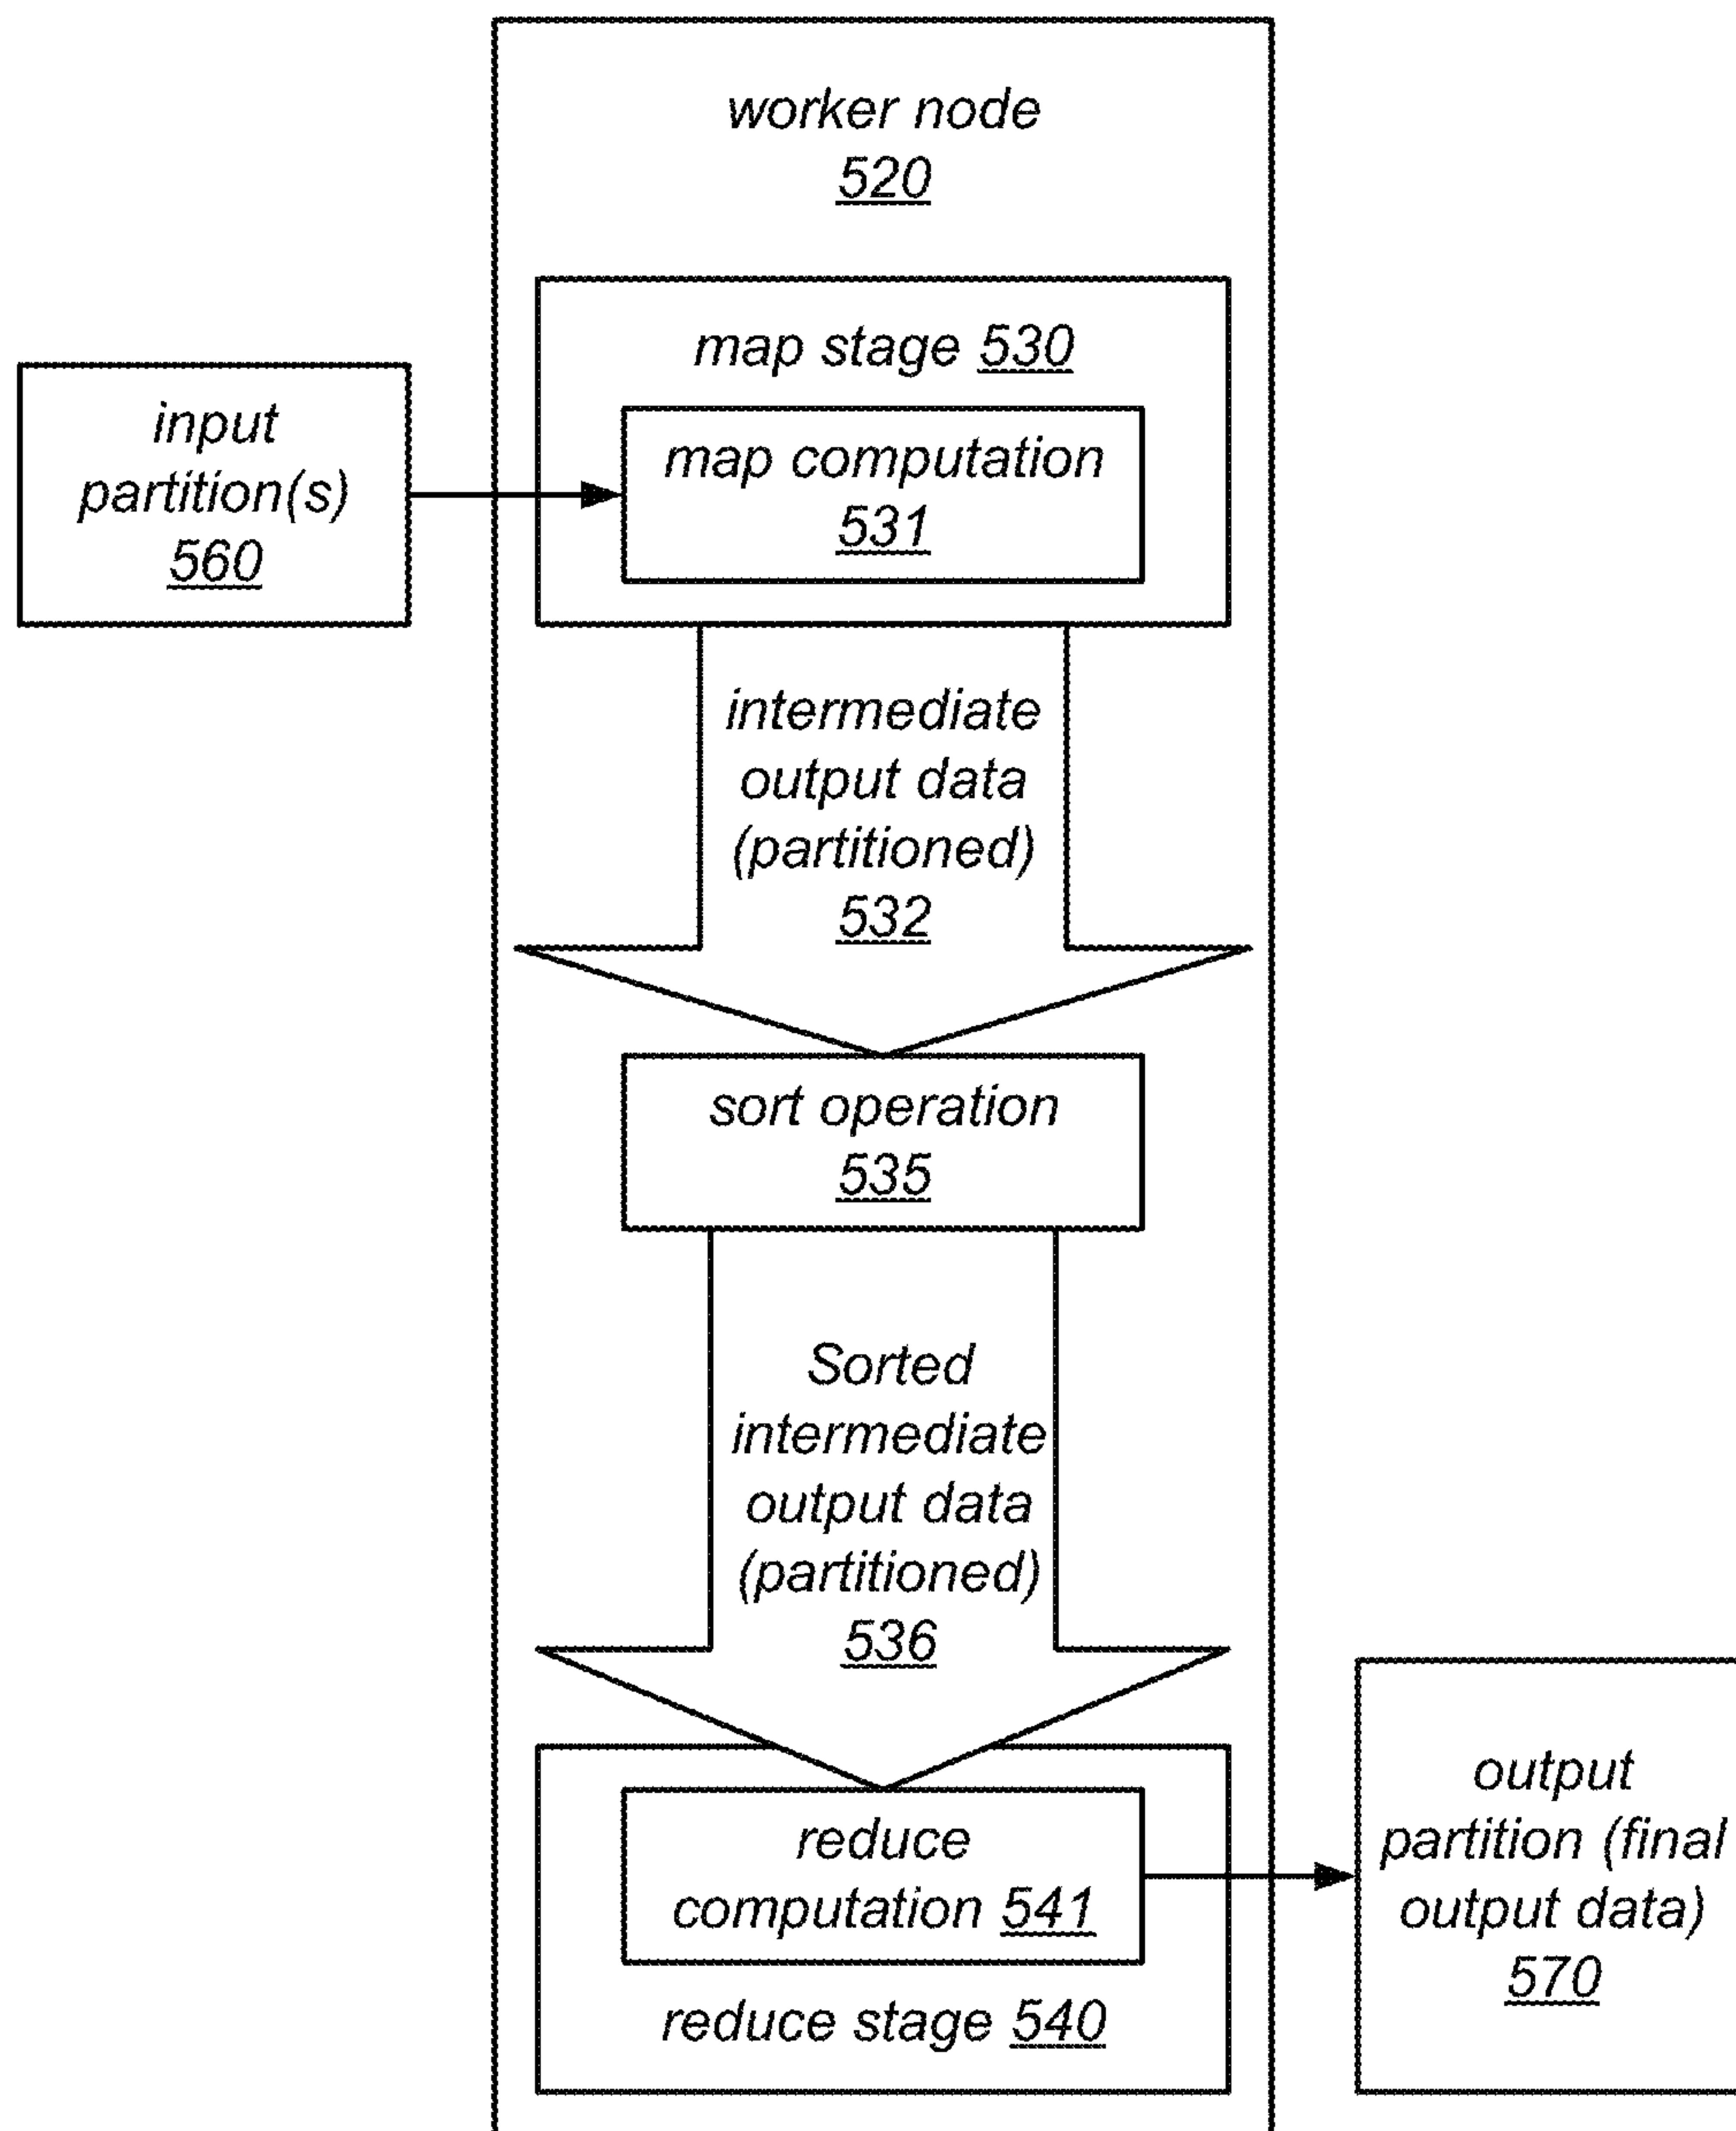 worker node
520
map stage 530
input
partition(s)
560
map computation
531
intermediate
output data
(partitioned)
532
sort operation
535
Sorted
intermediate
output data
(partitioned)
536
reduce
computation 541
reduce stage 540
output
partition (final
output data)
570